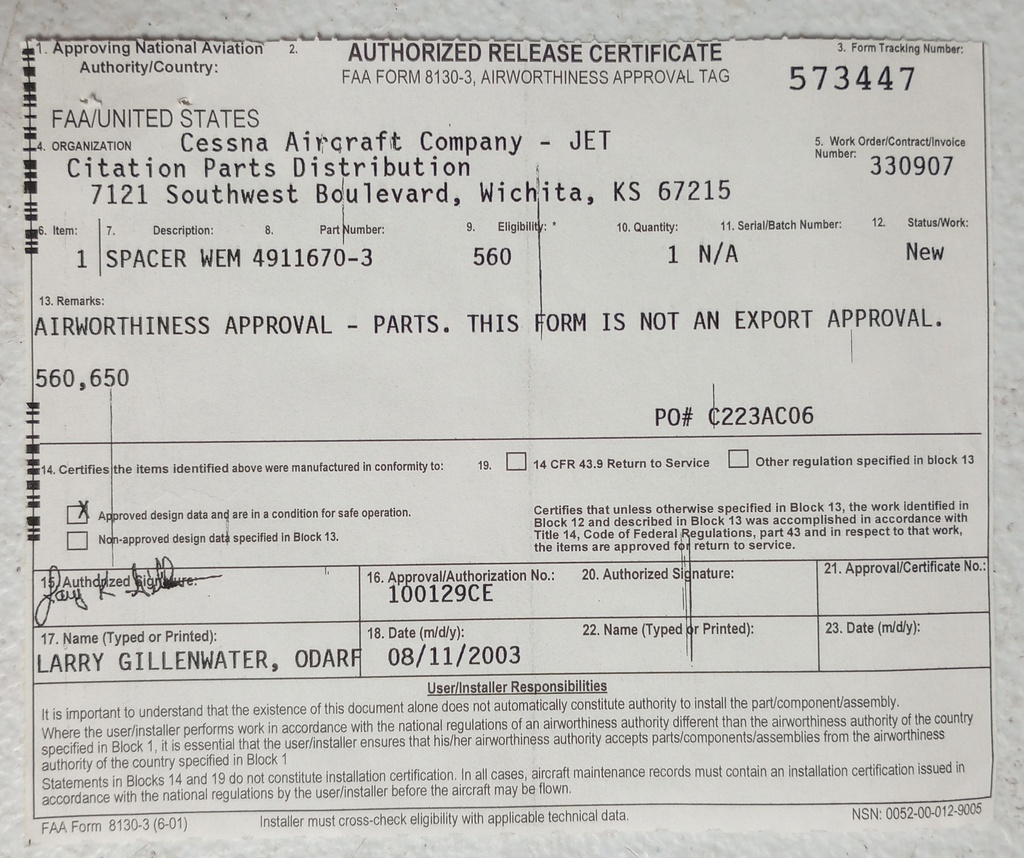 1. Approving National Aviation Authority/Country:
2.
AUTHORIZED RELEASE CERTIFICATE
FAA FORM 8130-3, AIRWORTHINESS APPROVAL TAG
3. Form Tracking Number:
573447
FAA/UNITED STATES
4. ORGANIZATION Cessna Aircraft Company - JET
Citation Parts Distribution
7121 Southwest Boulevard, Wichita, KS 67215
5. Work Order/Contract/Invoice
Number: 330907
6. Item: 7. Description: 8. Part Number: 9. Eligibility: * 10. Quantity: 11. Serial/Batch Number: 12. Status/Work:
1 SPACER WEM 4911670-3 560 1 N/A New
13. Remarks:
AIRWORTHINESS APPROVAL - PARTS. THIS FORM IS NOT AN EXPORT APPROVAL.
560,650
PO# C223AC06
14. Certifies the items identified above were manufactured in conformity to:
X Approved design data and are in a condition for safe operation.
Non-approved design data specified in Block 13.
19. 14 CFR 43.9 Return to Service Other regulation specified in block 13
Certifies that unless otherwise specified in Block 13, the work identified in
Block 12 and described in Block 13 was accomplished in accordance with
Title 14, Code of Federal Regulations, part 43 and in respect to that work,
the items are approved for return to service.
15. Authorized Signature:
16. Approval/Authorization No.:
100129CE
20. Authorized Signature:
21. Approval/Certificate No.:
17. Name (Typed or Printed):
LARRY GILLENWATER, ODARF
18. Date (m/d/y):
08/11/2003
22. Name (Typed or Printed):
23. Date (m/d/y):
User/Installer Responsibilities
It is important to understand that the existence of this document alone does not automatically constitute authority to install the part/component/assembly.
Where the user/installer performs work in accordance with the national regulations of an airworthiness authority different than the airworthiness authority of the country
specified in Block 1, it is essential that the user/installer ensures that his/her airworthiness authority accepts parts/components/assemblies from the airworthiness
authority of the country specified in Block 1
Statements in Blocks 14 and 19 do not constitute installation certification. In all cases, aircraft maintenance records must contain an installation certification issued in
accordance with the national regulations by the user/installer before the aircraft may be flown.
FAA Form 8130-3 (6-01) Installer must cross-check eligibility with applicable technical data. NSN: 0052-00-012-9005